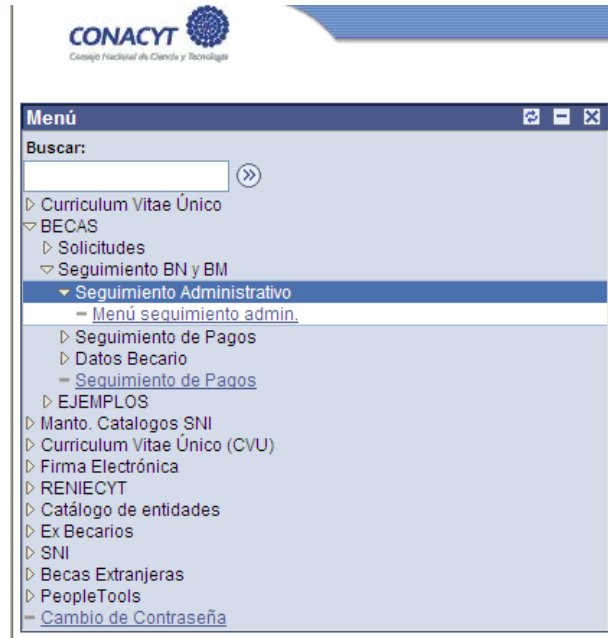 CONACYT
Consejo Nacional de Ciencia y Tecnología
Menú
Buscar:
Curriculum Vitae Único
BECAS
Solicitudes
Seguimiento BN y BM
Seguimiento Administrativo
Menú seguimiento admin.
Seguimiento de Pagos
Datos Becario
Seguimiento de Pagos
EJEMPLOS
Manto. Catalogos SNI
Curriculum Vitae Único (CVU)
Firma Electrónica
RENIECYT
Catálogo de entidades
Ex Becarios
SNI
Becas Extranjeras
PeopleTools
Cambio de Contraseña